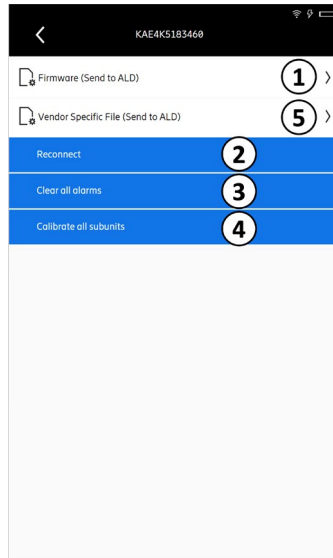 KAE4K5183460
Firmware (Send to ALD) 1
Vendor Specific File (Send to ALD) 5
Reconnect 2
Clear all alarms 3
Calibrate all subunits 4